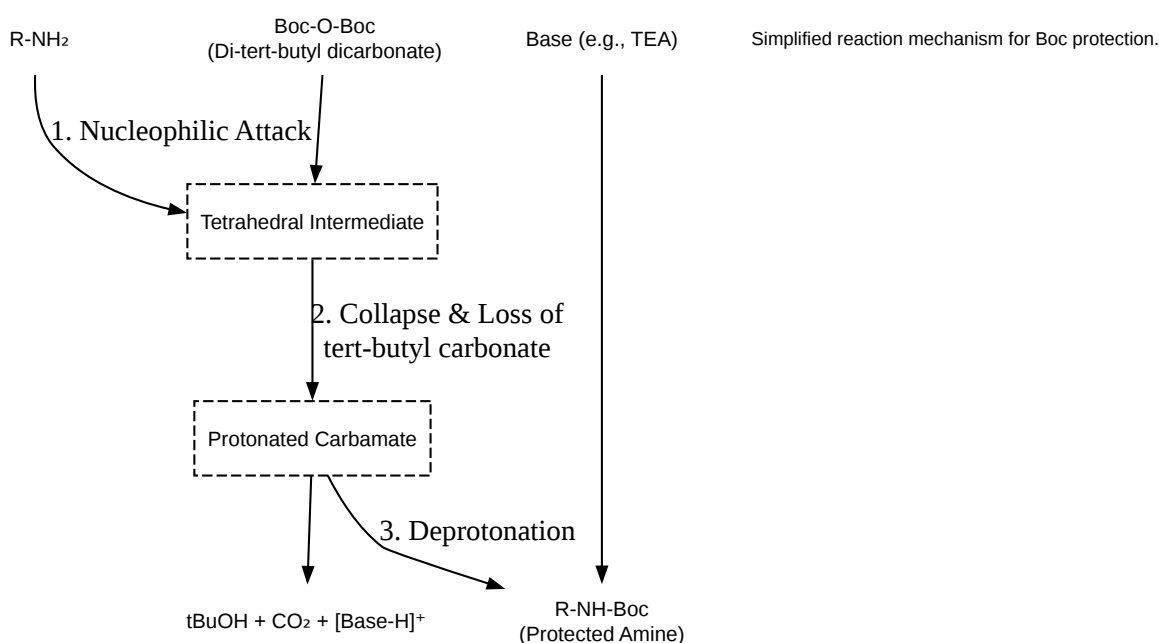 R-NH₂
Boc-O-Boc
(Di-tert-butyl dicarbonate)
Base (e.g., TEA)
Simplified reaction mechanism for Boc protection.
1. Nucleophilic Attack
Tetrahedral Intermediate
2. Collapse & Loss of
tert-butyl carbonate
Protonated Carbamate
3. Deprotonation
tBuOH + CO₂ + [Base-H]⁺
R-NH-Boc
(Protected Amine)